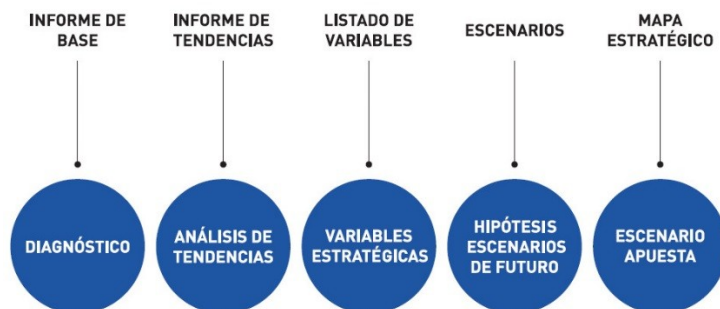 INFORME DE
BASE
INFORME DE
TENDENCIAS
LISTADO DE
VARIABLES
ESCENARIOS
MAPA
ESTRATÉGICO
DIAGNÓSTICO
ANÁLISIS DE
TENDENCIAS
VARIABLES
ESTRATÉGICAS
HIPÓTESIS
ESCENARIOS
DE FUTURO
ESCENARIO
APUESTA